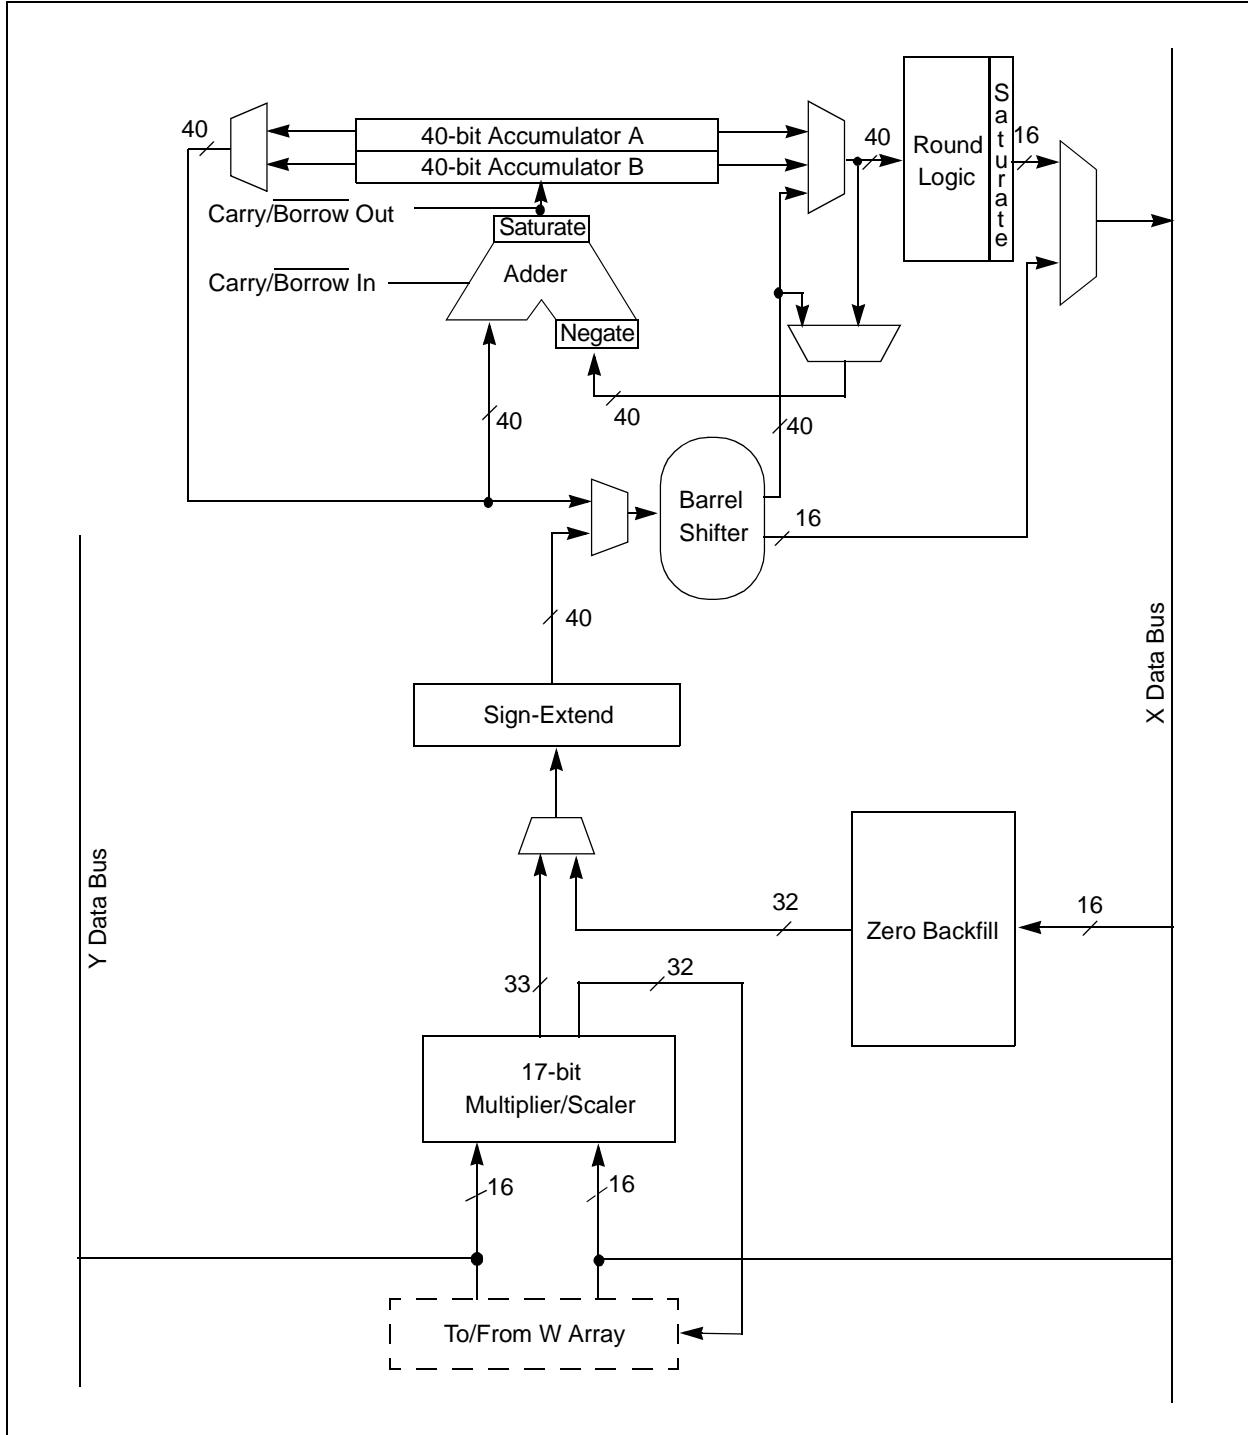 40
40-bit Accumulator A
40-bit Accumulator B
40
Round
Logic
Saturate
16
Carry/Borrow Out
Saturate
Carry/Borrow In
Adder
Negate
40
40
40
Barrel
Shifter
16
40
X Data Bus
Sign-Extend
Y Data Bus
32
Zero Backfill
16
33
32
17-bit
Multiplier/Scaler
16
16
To/From W Array